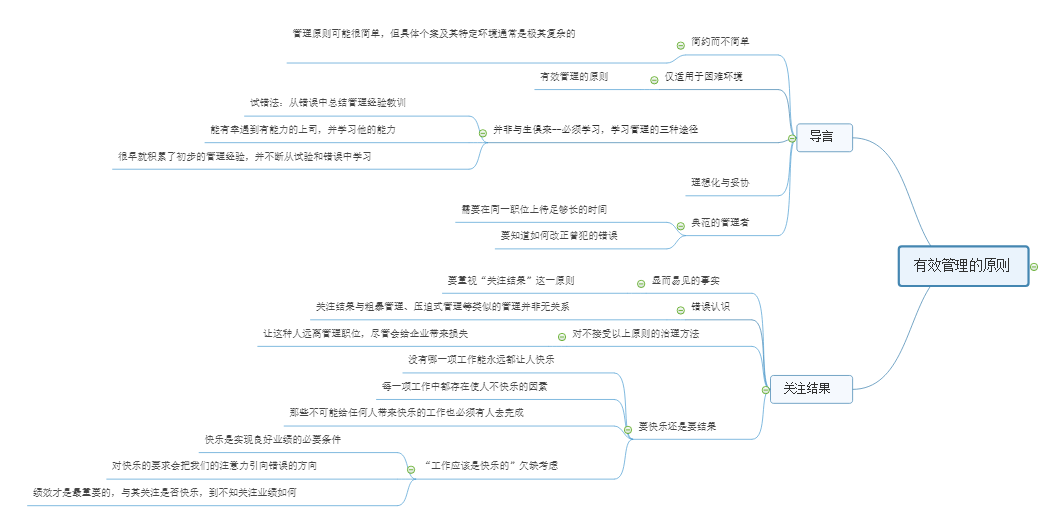 管理原则可能很简单，但具体个案及其特定环境通常是极其复杂的
简约而不简单
有效管理的原则
仅适用于困难环境
试错法：从错误中总结管理经验教训
能有幸遇到有能力的上司，并学习他的能力
并非与生俱来--必须学习，学习管理的三种途径
导言
很早就积累了初步的管理经验，并不断从试验和错误中学习
理想化与妥协
需要在同一职位上待足够长的时间
典范的管理者
要知道如何改正曾犯的错误
有效管理的原则
要重视“关注结果”这一原则
显而易见的事实
关注结果与粗暴管理、压迫式管理等类似的管理并非无关系
错误认识
让这种人远离管理职位，尽管会给企业带来损失
对不接受以上原则的治理方法
没有哪一项工作能永远都让人快乐
每一项工作中都存在使人不快乐的因素
关注结果
那些不可能给任何人带来快乐的工作也必须有人去完成
要快乐还是要结果
快乐是实现良好业绩的必要条件
对快乐的要求会把我们的注意力引向错误的方向
“工作应该是快乐的”欠缺考虑
绩效才是最重要的，与其关注是否快乐，到不知关注业绩如何